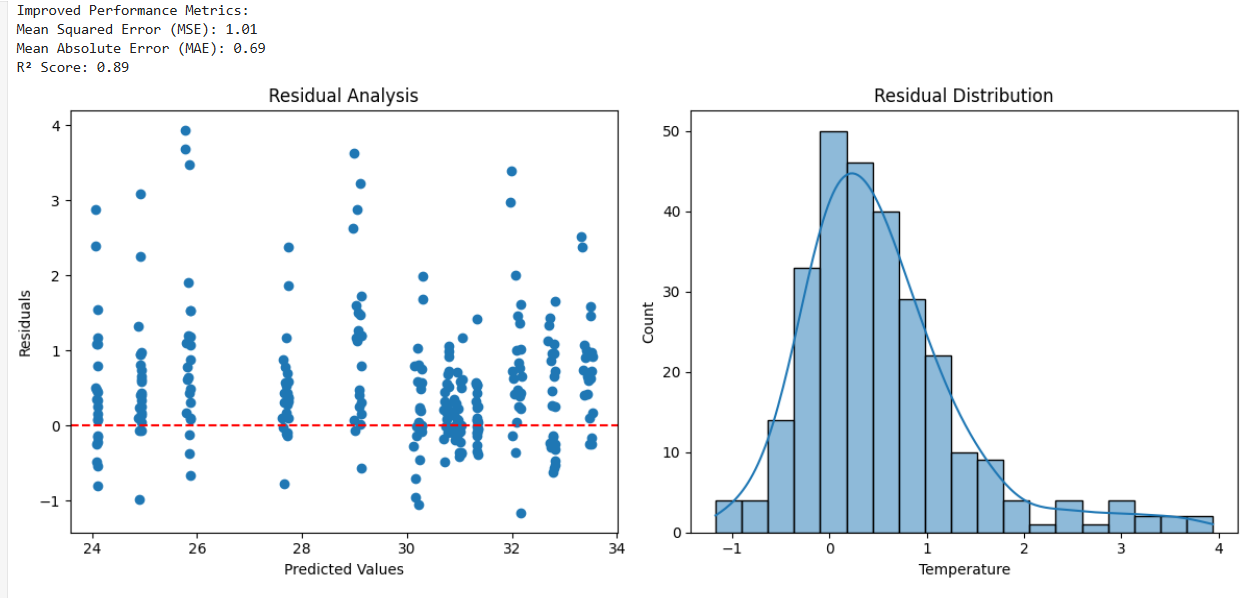 Improved Performance Metrics:
Mean Squared Error (MSE): 1.01
Mean Absolute Error (MAE): 0.69
R² Score: 0.89
Residual Analysis
4
3
2
1
0
−1
Residuals
24 26 28 30 32 34
Predicted Values
Residual Distribution
50
40
30
20
10
0
Count
−1 0 1 2 3 4
Temperature